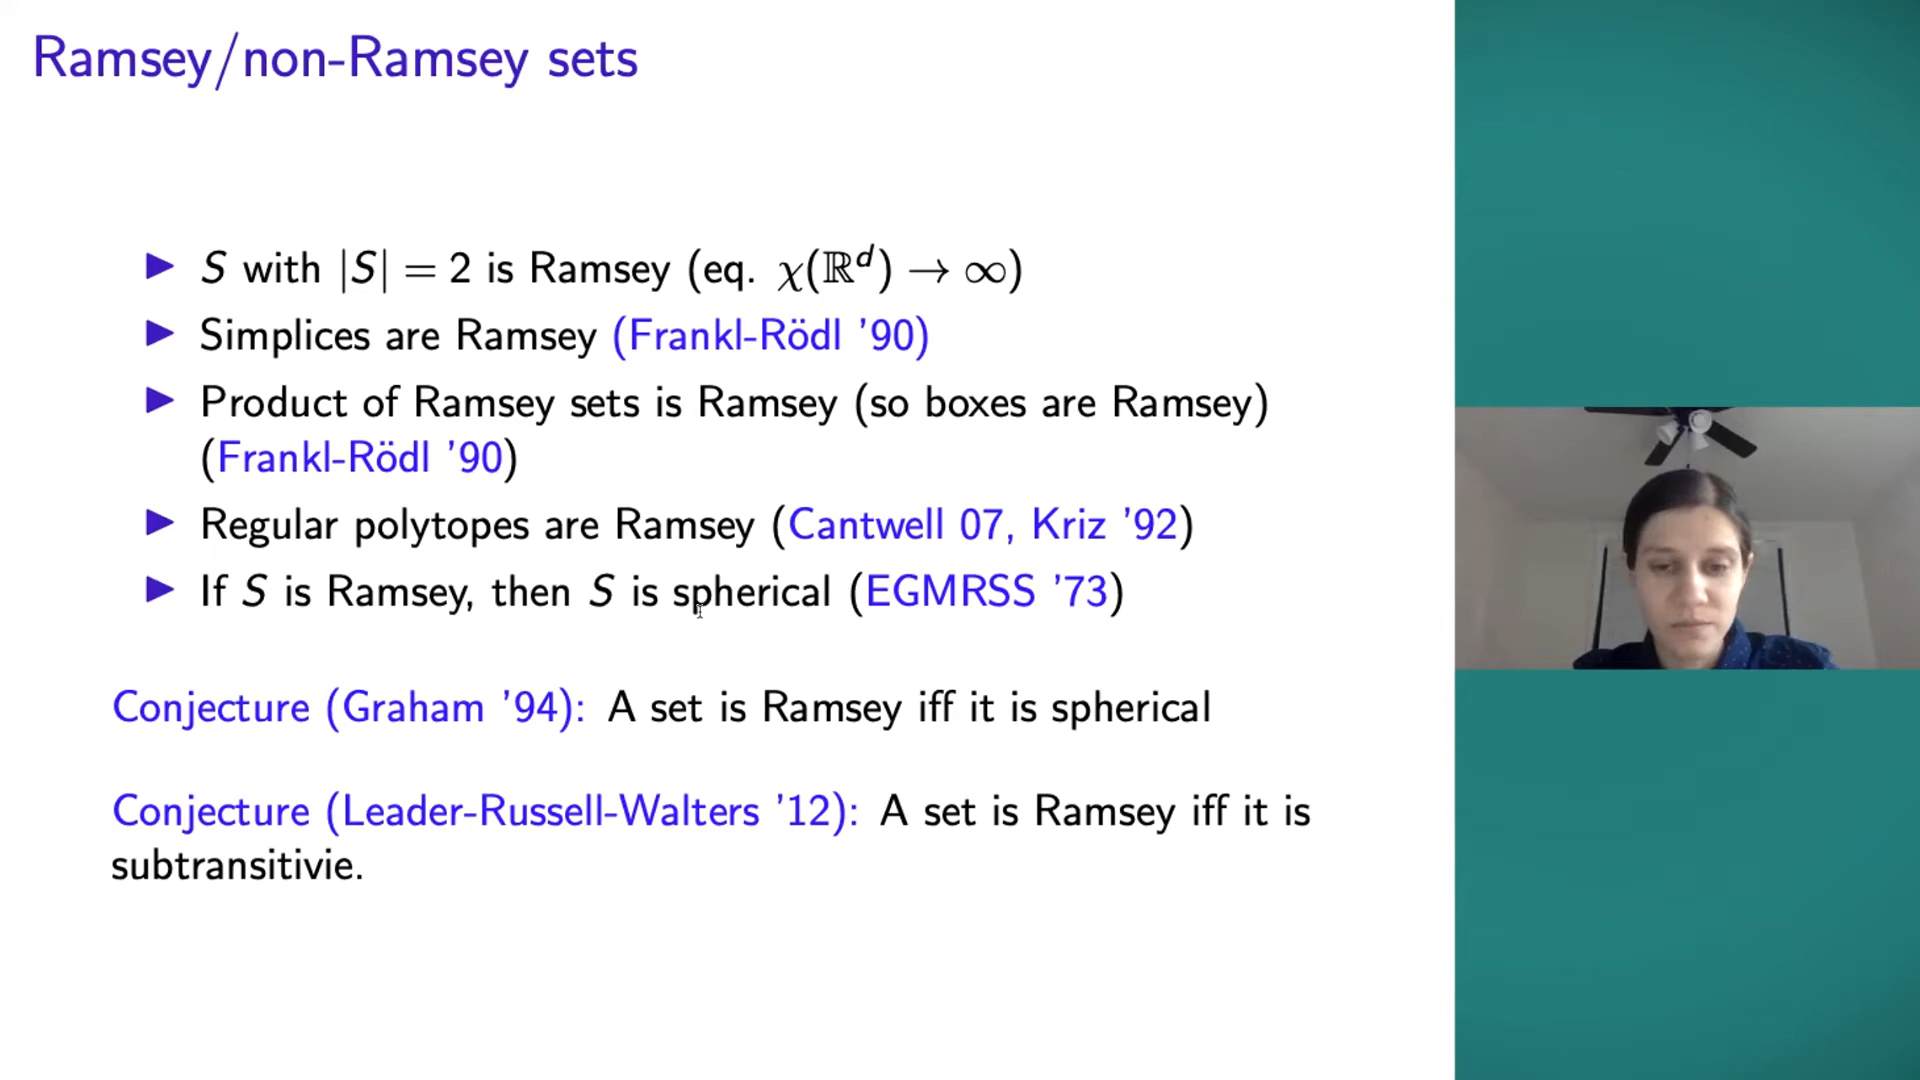 Ramsey/non-Ramsey sets
▶ S with |S| = 2 is Ramsey (eq. χ(ℝᵈ) → ∞)
▶ Simplices are Ramsey (Frankl-Rödl '90)
▶ Product of Ramsey sets is Ramsey (so boxes are Ramsey)
(Frankl-Rödl '90)
▶ Regular polytopes are Ramsey (Cantwell 07, Kriz '92)
▶ If S is Ramsey, then S is spherical (EGMRSS '73)
Conjecture (Graham '94): A set is Ramsey iff it is spherical
Conjecture (Leader-Russell-Walters '12): A set is Ramsey iff it is
subtransitivie.